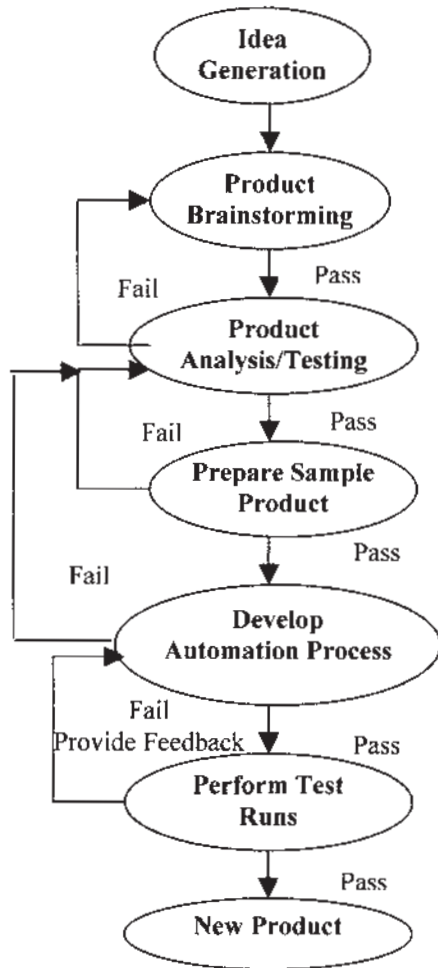 Idea
Generation
Product
Brainstorming
Pass
Fail
Product
Analysis/Testing
Pass
Fail
Prepare Sample
Product
Pass
Fail
Develop
Automation Process
Fail
Provide Feedback
Pass
Perform Test
Runs
Pass
New Product